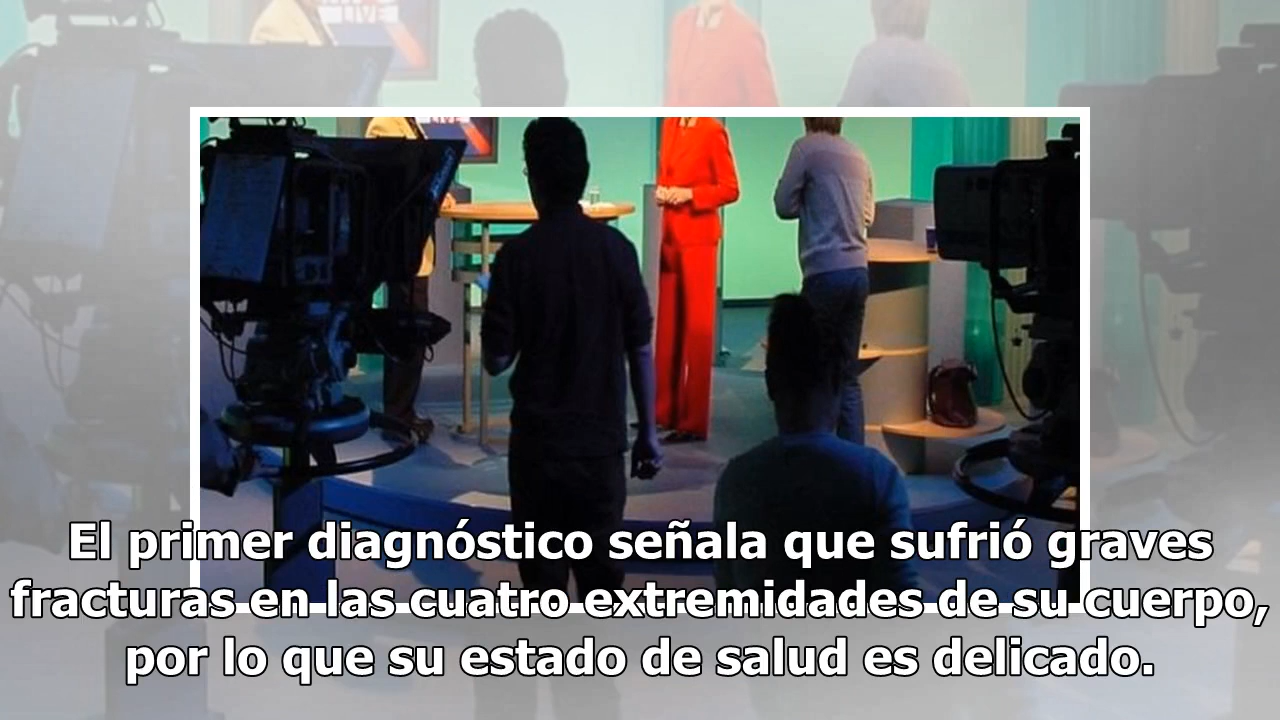 LIVE
El primer diagnóstico señala que sufrió graves
fracturas en las cuatro extremidades de su cuerpo,
por lo que su estado de salud es delicado.